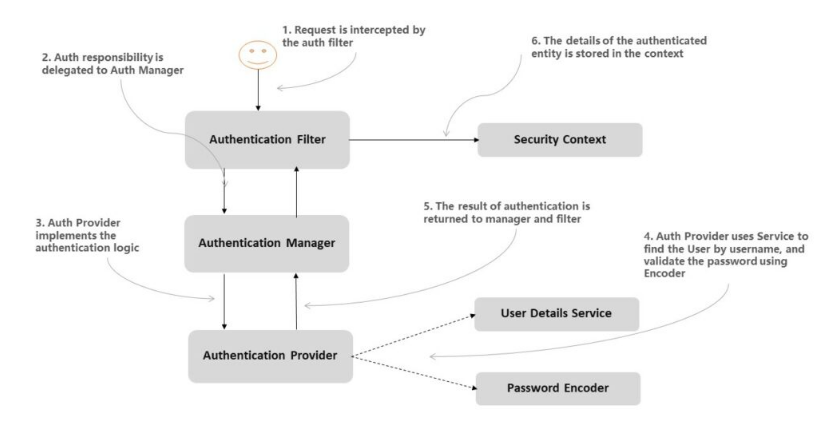 1. Request is intercepted by
the auth filter
2. Auth responsibility is
delegated to Auth Manager
6. The details of the authenticated
entity is stored in the context
Authentication Filter
Security Context
3. Auth Provider
implements the
authentication logic
Authentication Manager
5. The result of authentication is
returned to manager and filter
4. Auth Provider uses Service to
find the User by username, and
validate the password using
Encoder
User Details Service
Authentication Provider
Password Encoder